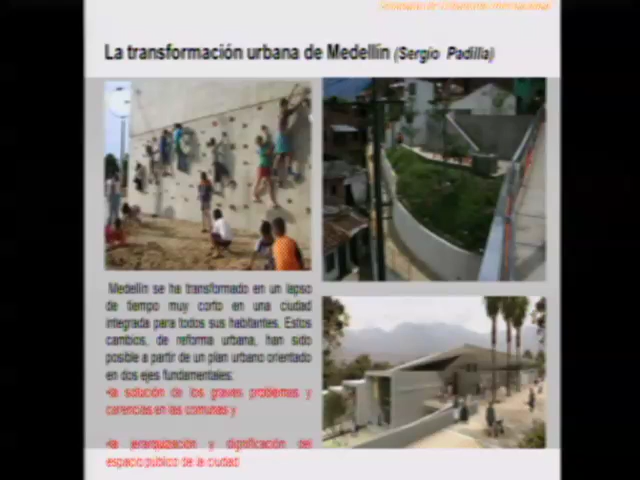 La transformación urbana de Medellín (Sergio Padilla)
Medellín se ha transformado en un lapso
de tiempo muy corto en una ciudad
integrada para todos sus habitantes. Estos
cambios, de reforma urbana, han sido
posible a partir de un plan urbano orientado
en dos ejes fundamentales:
•la solución de los graves problemas y
carencias en las comunas y
•la jerarquización y dignificación del
espacio público de la ciudad